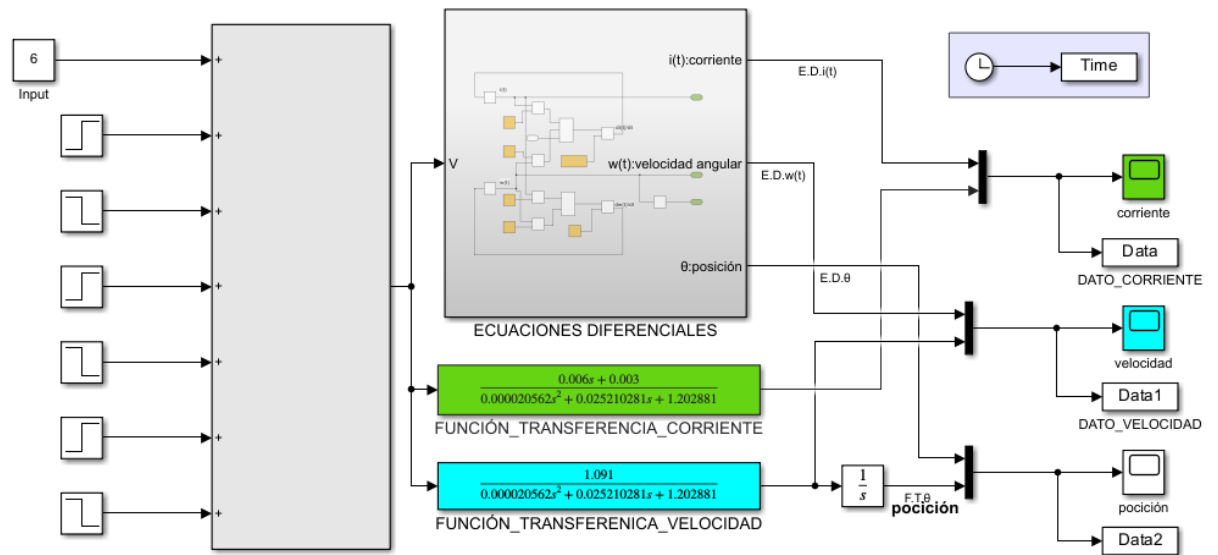 6
Input
+
+
+
+
+
+
+
V
i(t):corriente
w(t):velocidad angular
θ:posición
ECUACIONES DIFERENCIALES
E.D.i(t)
E.D.w(t)
E.D.θ
Time
corriente
Data
DATO_CORRIENTE
velocidad
Data1
DATO_VELOCIDAD
0.006s + 0.003
0.000020562s² + 0.025210281s + 1.202881
FUNCIÓN_TRANSFERENCIA_CORRIENTE
1.091
0.000020562s² + 0.025210281s + 1.202881
FUNCIÓN_TRANSFERENICA_VELOCIDAD
1
s
F.T.θ
poción
poción
Data2